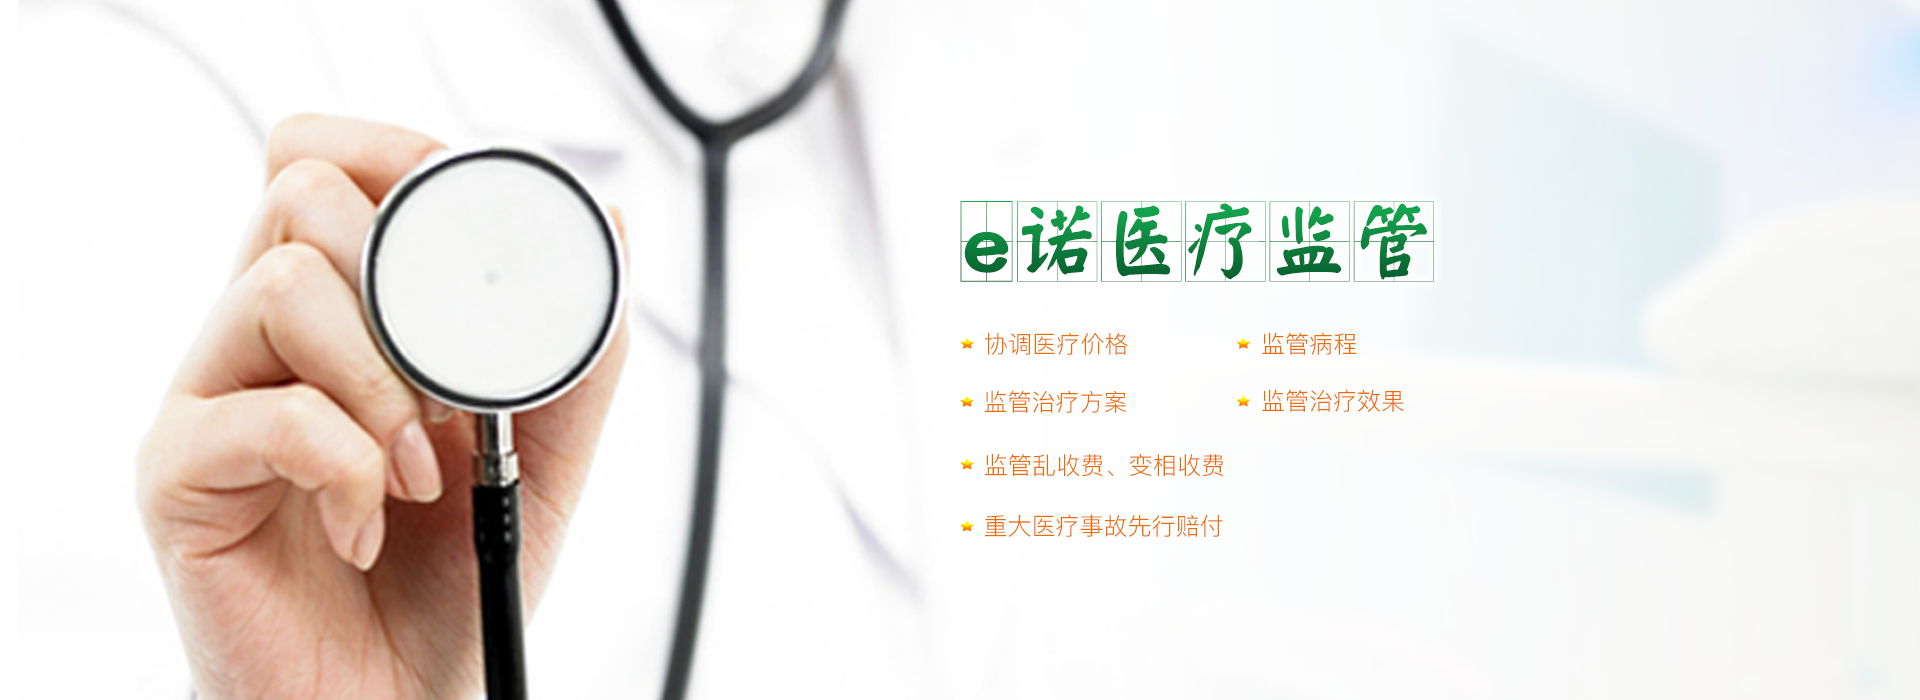 e诺医疗监管
协调医疗价格 监管病程
监管治疗方案 监管治疗效果
监管乱收费、变相收费
重大医疗事故先行赔付